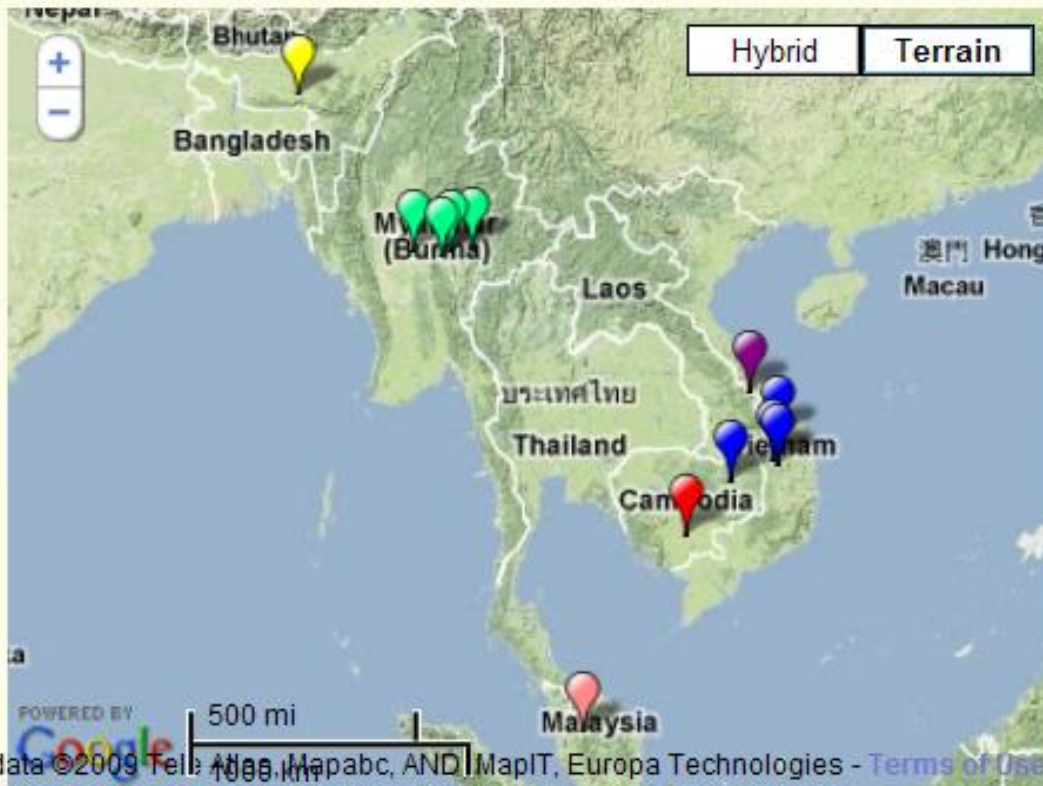 Nepal
Bhutan
+
−
Hybrid
Terrain
Bangladesh
Myanmar
(Burma)
澳門 Hong
Laos
Macau
ประเทศไทย
Thailand
Vietnam
Cambodia
ka
Malaysia
POWERED BY
Google
500 mi
1000 km
data ©2009 Tele Atlas, Mapabc, AND, MapIT, Europa Technologies - Terms of Use